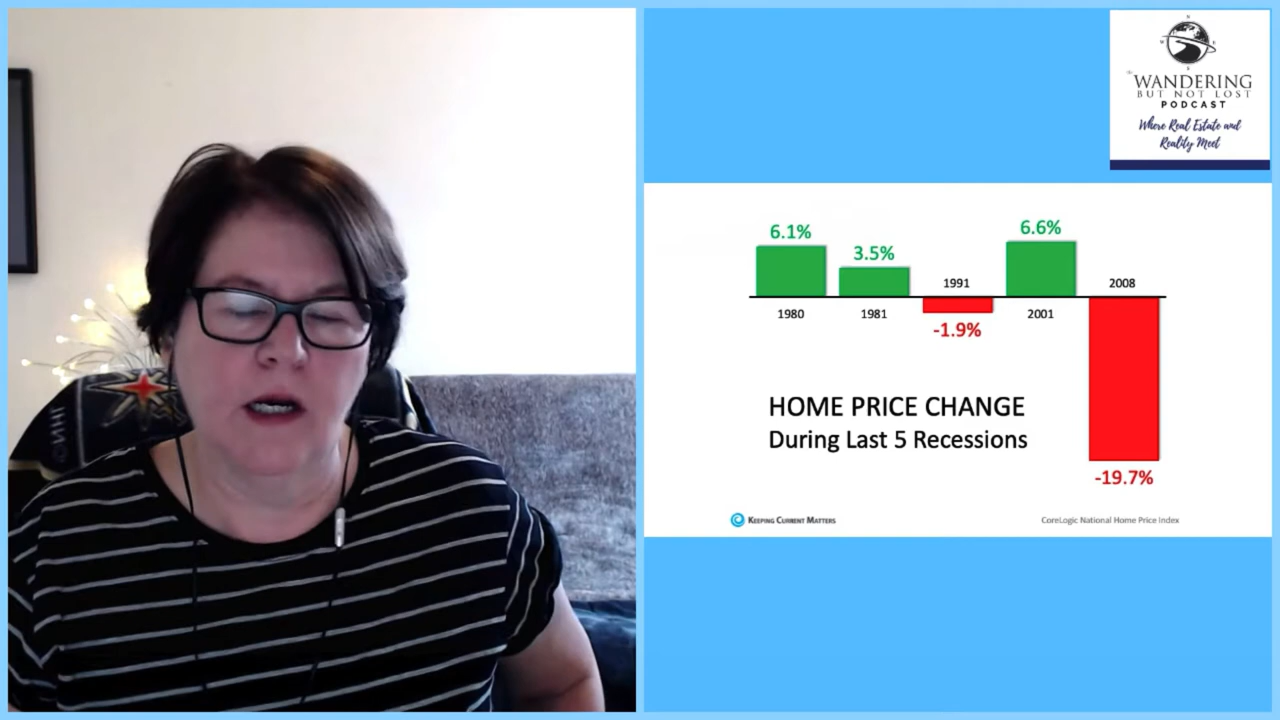 WANDERING
BUT NOT LOST
PODCAST
Where Real Estate and
Reality Meet
6.1%
3.5%
6.6%
1991
2008
1980
1981
2001
-1.9%
HOME PRICE CHANGE
During Last 5 Recessions
-19.7%
KEEPING CURRENT MATTERS
CoreLogic National Home Price Index